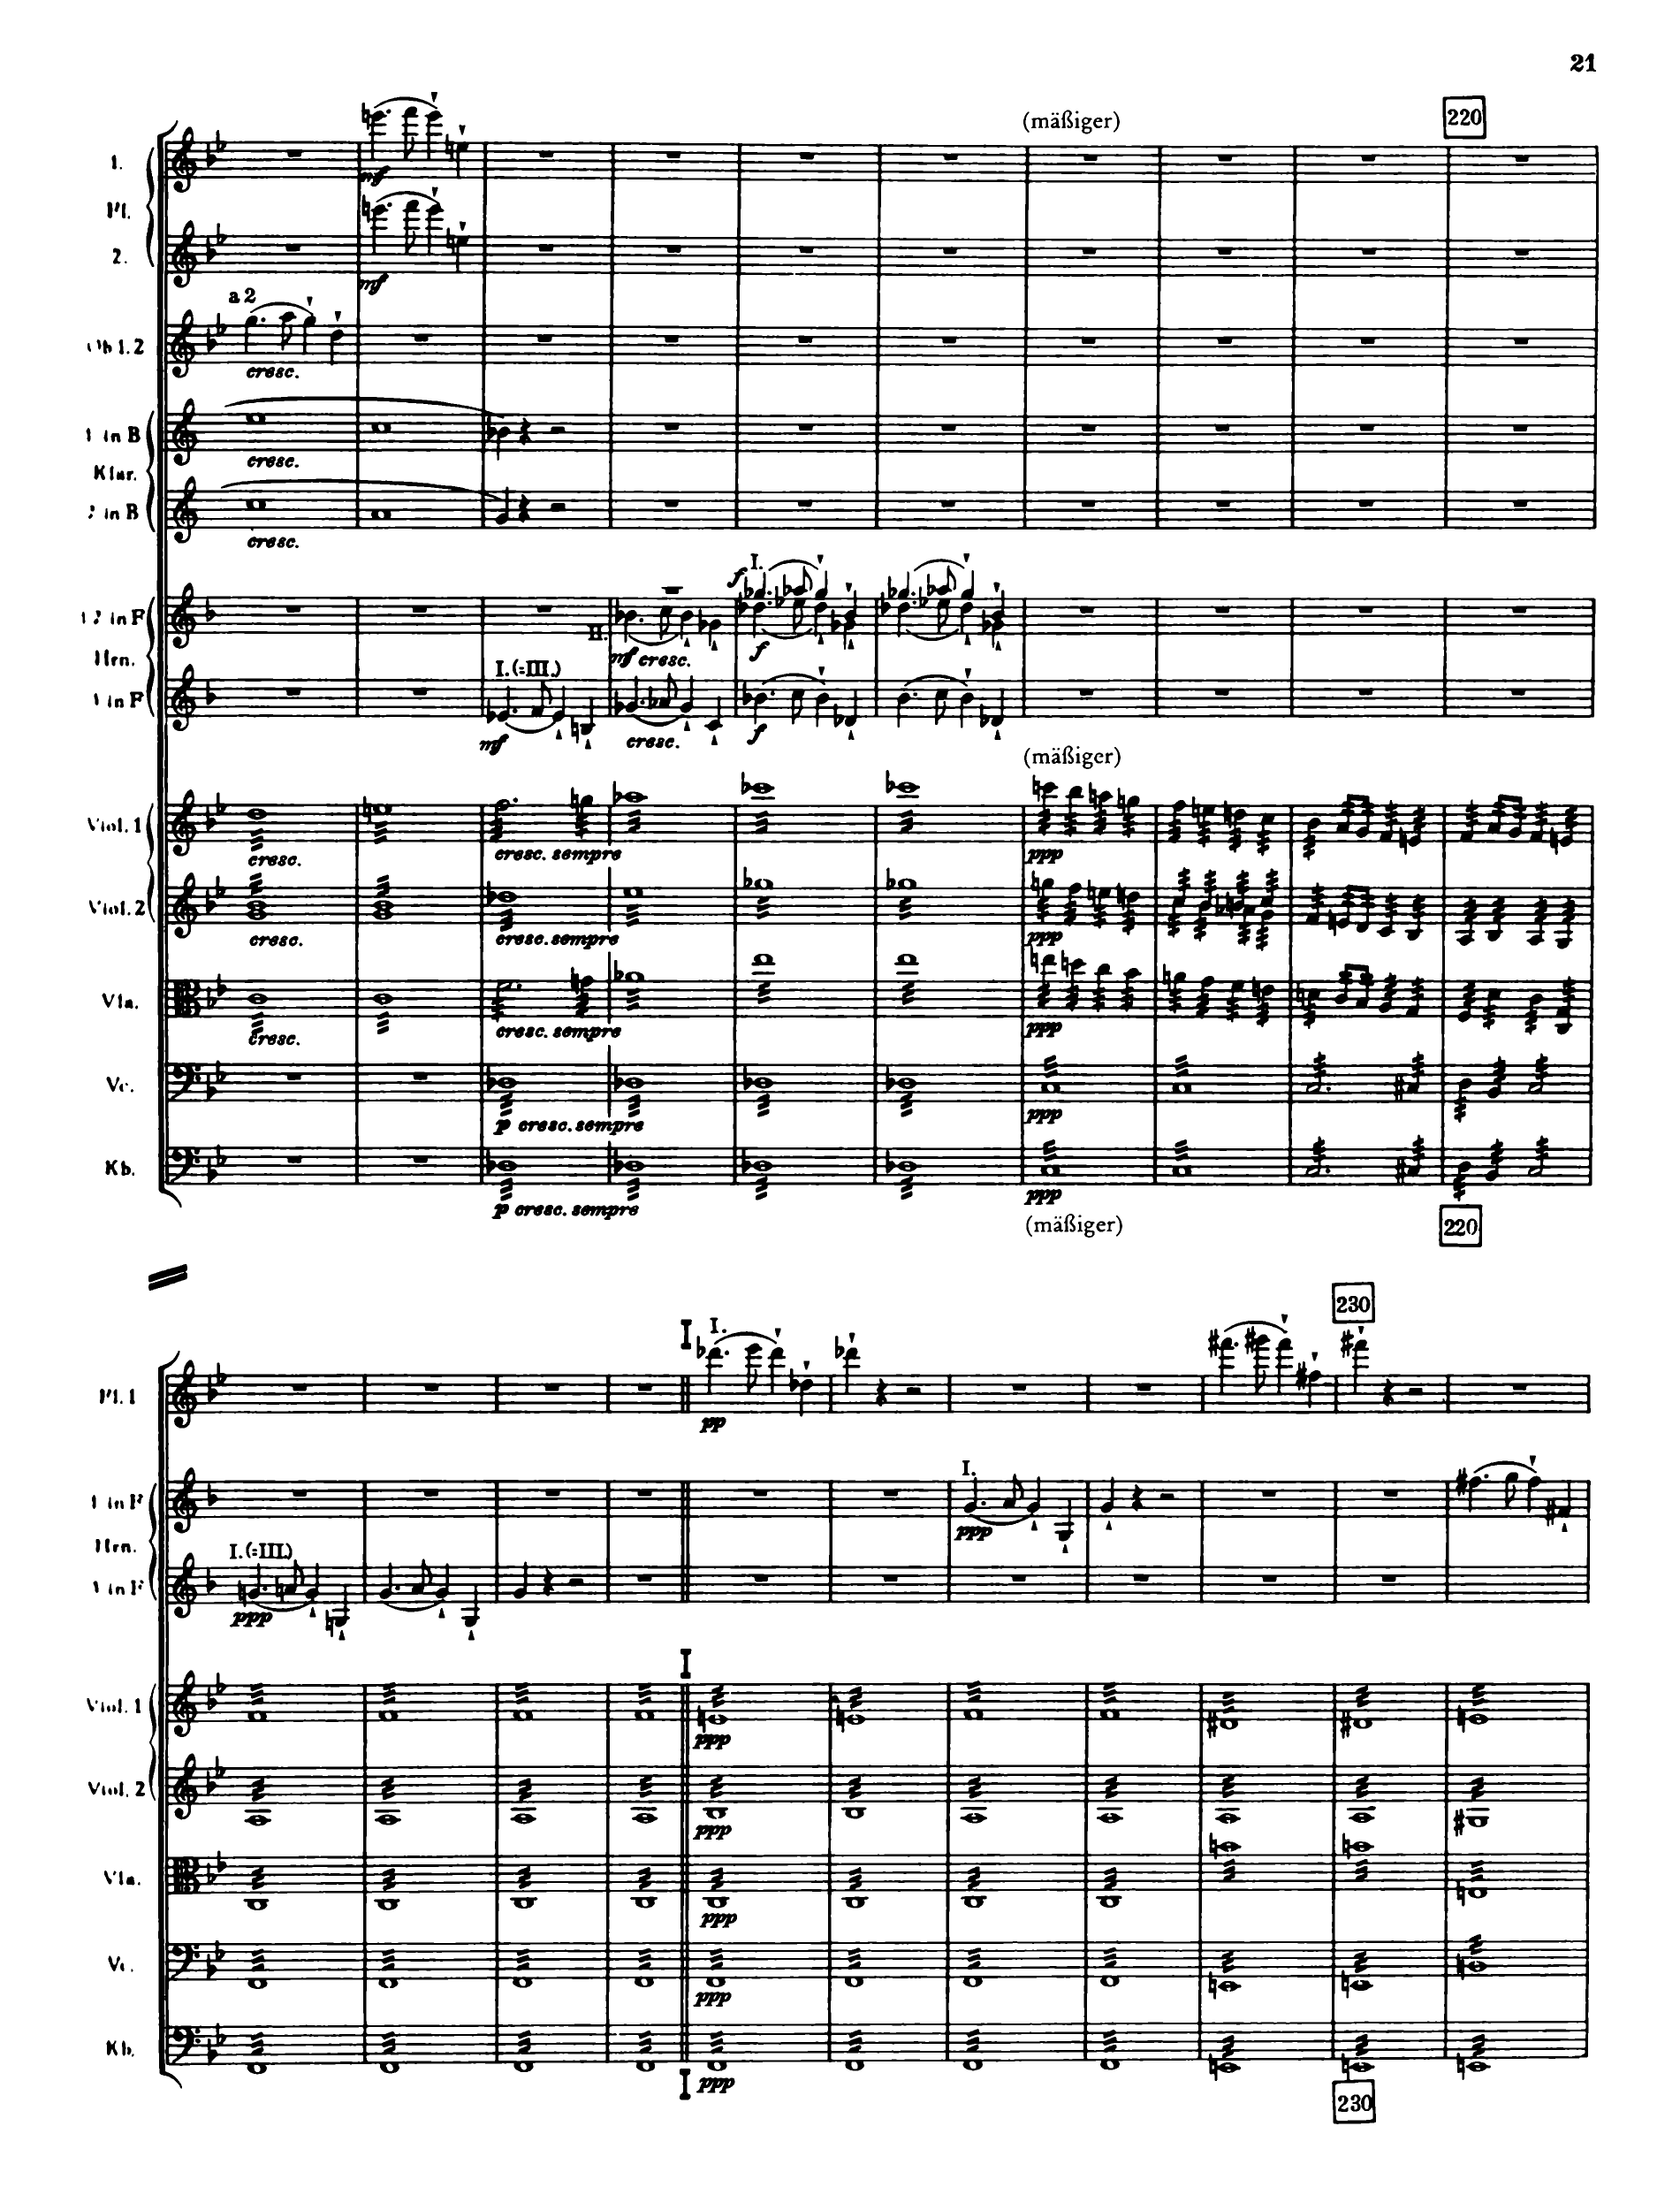 21
(mäßiger)
220
1.
mf
Fl.
2.
mf
a 2
Ob 1.2
cresc.
1 in B
cresc.
Klar.
2 in B
cresc.
I.
f
1 2 in F
II.
mf cresc.
f
Hrn.
I. (=III.)
in F
mf
cresc.
f
(mäßiger)
Viol. 1
cresc.
cresc. sempre
ppp
Viol. 2
cresc.
cresc. sempre
ppp
Vla.
cresc.
cresc. sempre
ppp
Vc.
p cresc. sempre
ppp
Kb.
p cresc. sempre
ppp
(mäßiger)
220
230
I
I.
Fl. 1
pp
I.
1 in F
ppp
Hrn.
I. (=III.)
in F
ppp
I
Viol. 1
ppp
Viol. 2
ppp
Vla.
ppp
Vc.
ppp
Kb.
ppp
I
230